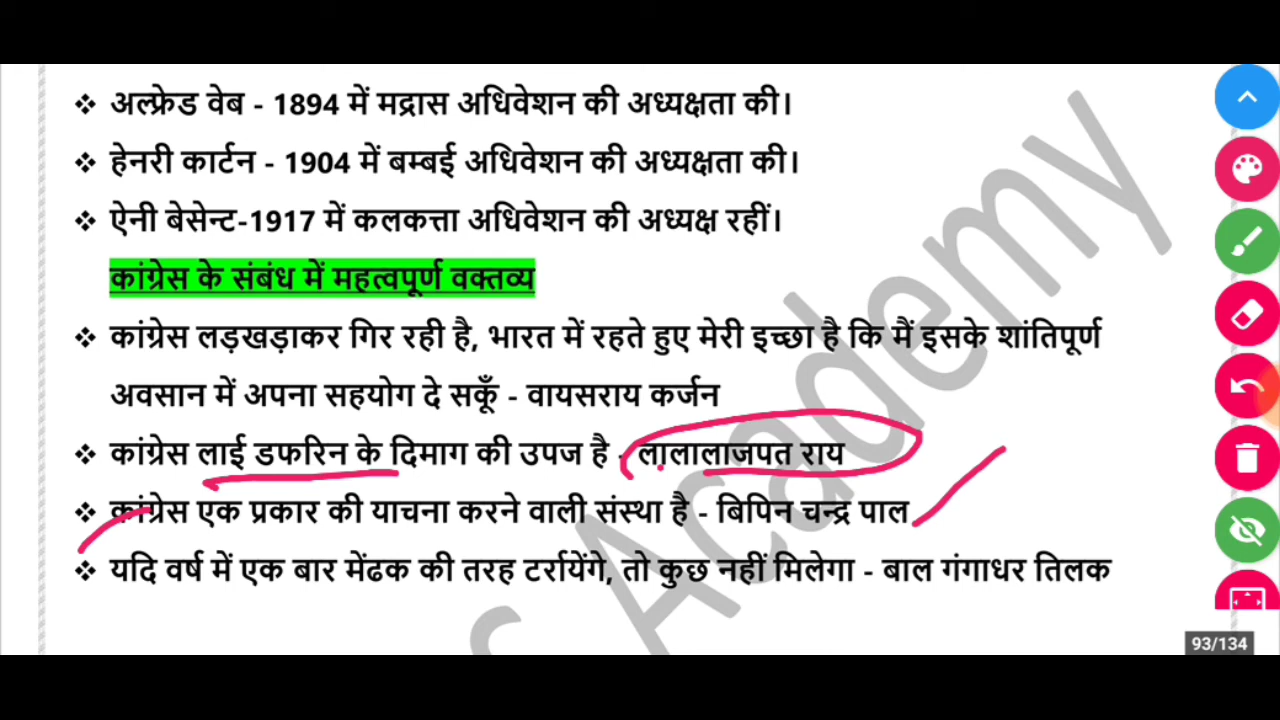 ❖ अल्फ्रेड वेब - 1894 में मद्रास अधिवेशन की अध्यक्षता की।
❖ हेनरी कार्टन - 1904 में बम्बई अधिवेशन की अध्यक्षता की।
❖ ऐनी बेसेन्ट-1917 में कलकत्ता अधिवेशन की अध्यक्ष रहीं।
कांग्रेस के संबंध में महत्वपूर्ण वक्तव्य
❖ कांग्रेस लड़खड़ाकर गिर रही है, भारत में रहते हुए मेरी इच्छा है कि मैं इसके शांतिपूर्ण
अवसान में अपना सहयोग दे सकूँ - वायसराय कर्जन
❖ कांग्रेस लाई डफरिन के दिमाग की उपज है - लालालाजपत राय
❖ कांग्रेस एक प्रकार की याचना करने वाली संस्था है - बिपिन चन्द्र पाल
❖ यदि वर्ष में एक बार मेंढक की तरह टर्रायेंगे, तो कुछ नहीं मिलेगा - बाल गंगाधर तिलक
Academy
93/134